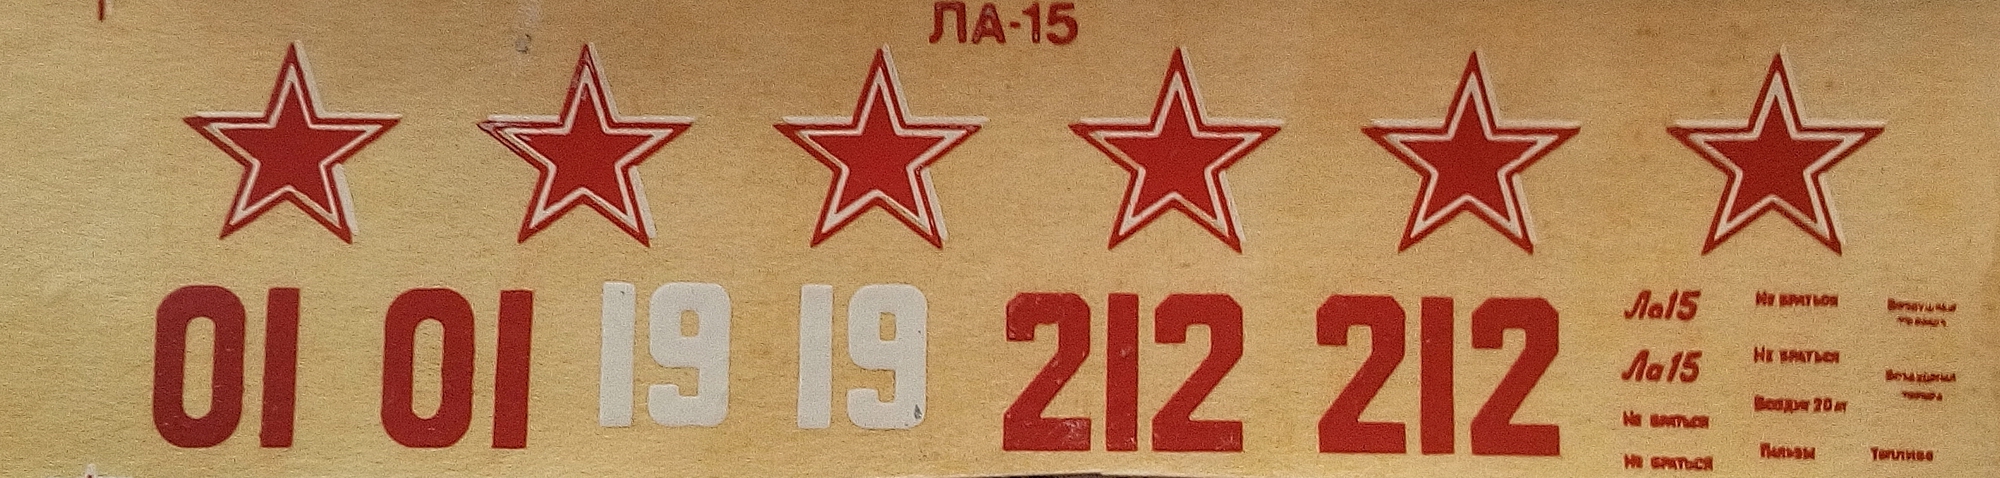 ЛА-15
01 01 19 19 212 212
Ла15 Не браться
Ла15 Не браться
Не браться 20 ат
Не браться Топливо